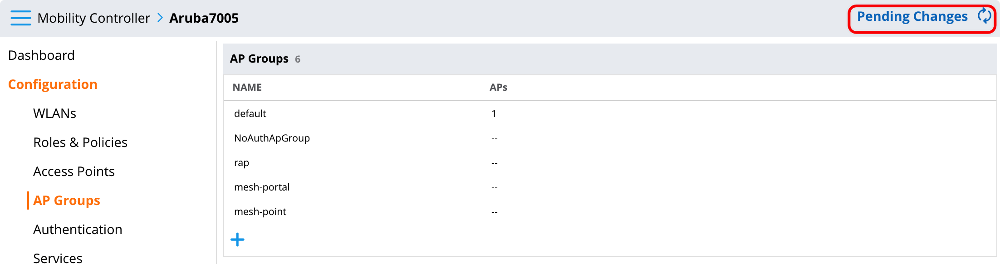 Mobility Controller > Aruba7005
Pending Changes
Dashboard
Configuration
WLANs
Roles & Policies
Access Points
AP Groups
Authentication
Services
AP Groups 6
NAME APs
default 1
NoAuthApGroup --
rap --
mesh-portal --
mesh-point --
+